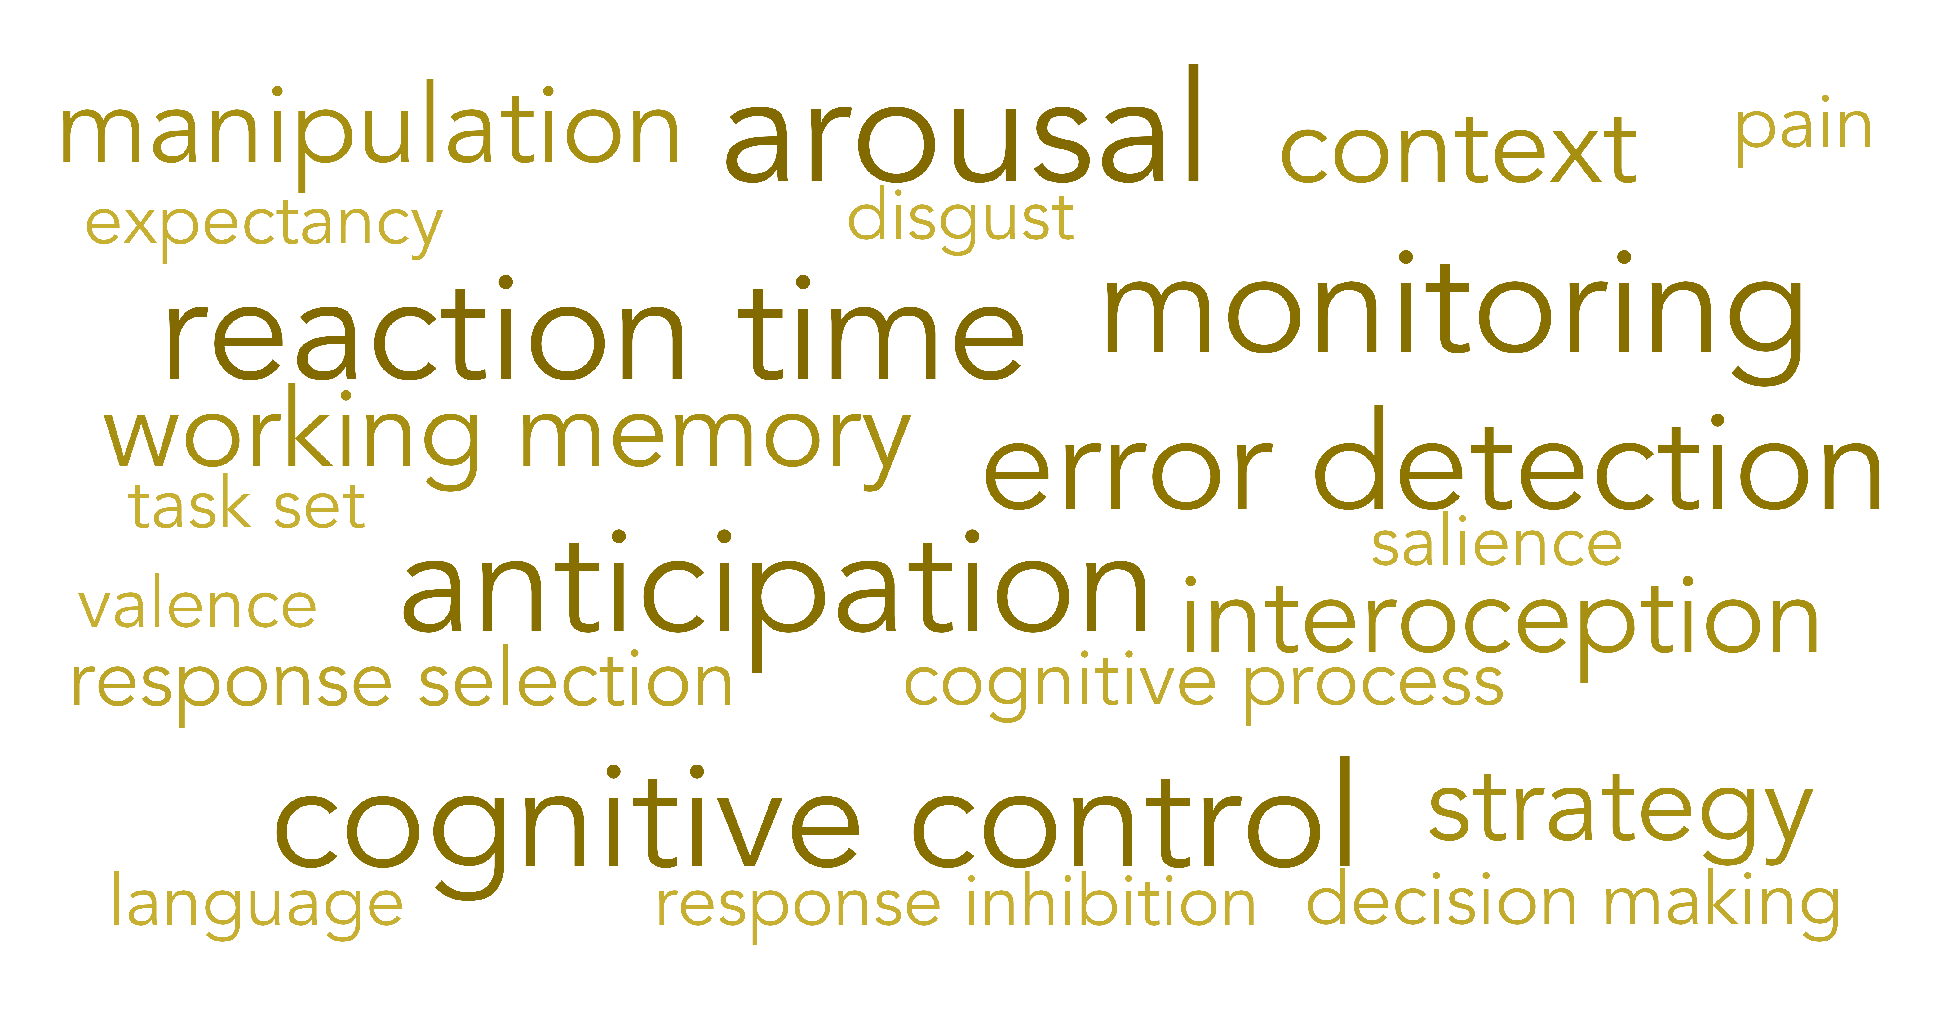 manipulation arousal context pain
expectancy disgust
reaction time monitoring
working memory error detection
task set salience
valence anticipation interoception
response selection cognitive process
cognitive control strategy
language response inhibition decision making